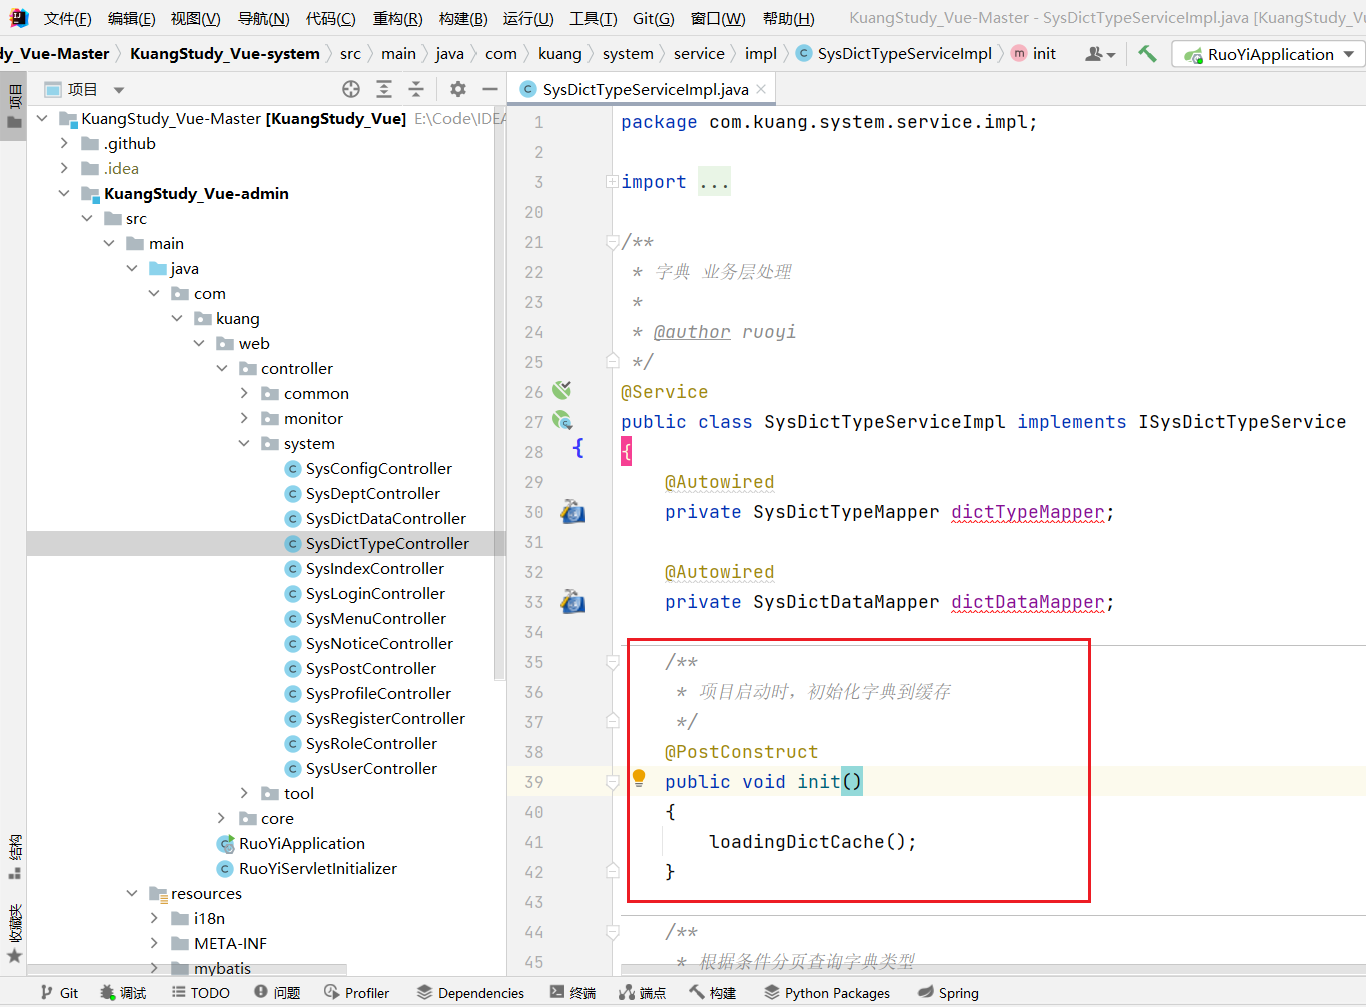 文件(F) 编辑(E) 视图(V) 导航(N) 代码(C) 重构(R) 构建(B) 运行(U) 工具(T) Git(G) 窗口(W) 帮助(H) KuangStudy_Vue-Master - SysDictTypeServiceImpl.java [KuangStudy_Vu
dy_Vue-Master KuangStudy_Vue-system src main java com kuang system service impl SysDictTypeServiceImpl init RuoYiApplication
项目
项目
SysDictTypeServiceImpl.java
KuangStudy_Vue-Master [KuangStudy_Vue] E:\Code\IDEA
.github
.idea
KuangStudy_Vue-admin
src
main
java
com
kuang
web
controller
common
monitor
system
SysConfigController
SysDeptController
SysDictDataController
SysDictTypeController
SysIndexController
SysLoginController
SysMenuController
SysNoticeController
SysPostController
SysProfileController
SysRegisterController
SysRoleController
SysUserController
tool
core
RuoYiApplication
RuoYiServletInitializer
resources
i18n
META-INF
mybatis
结构
收藏夹
1 package com.kuang.system.service.impl;
2
3 import ...
20
21 /**
22 * 字典 业务层处理
23 *
24 * @author ruoyi
25 */
26 @Service
27 public class SysDictTypeServiceImpl implements ISysDictTypeService
28 {
29 @Autowired
30 private SysDictTypeMapper dictTypeMapper;
31
32 @Autowired
33 private SysDictDataMapper dictDataMapper;
34
35 /**
36 * 项目启动时，初始化字典到缓存
37 */
38 @PostConstruct
39 public void init()
40 {
41 loadingDictCache();
42 }
43
44 /**
45 * 根据条件分页查询字典类型
Git 调试 TODO 问题 Profiler Dependencies 终端 端点 构建 Python Packages Spring